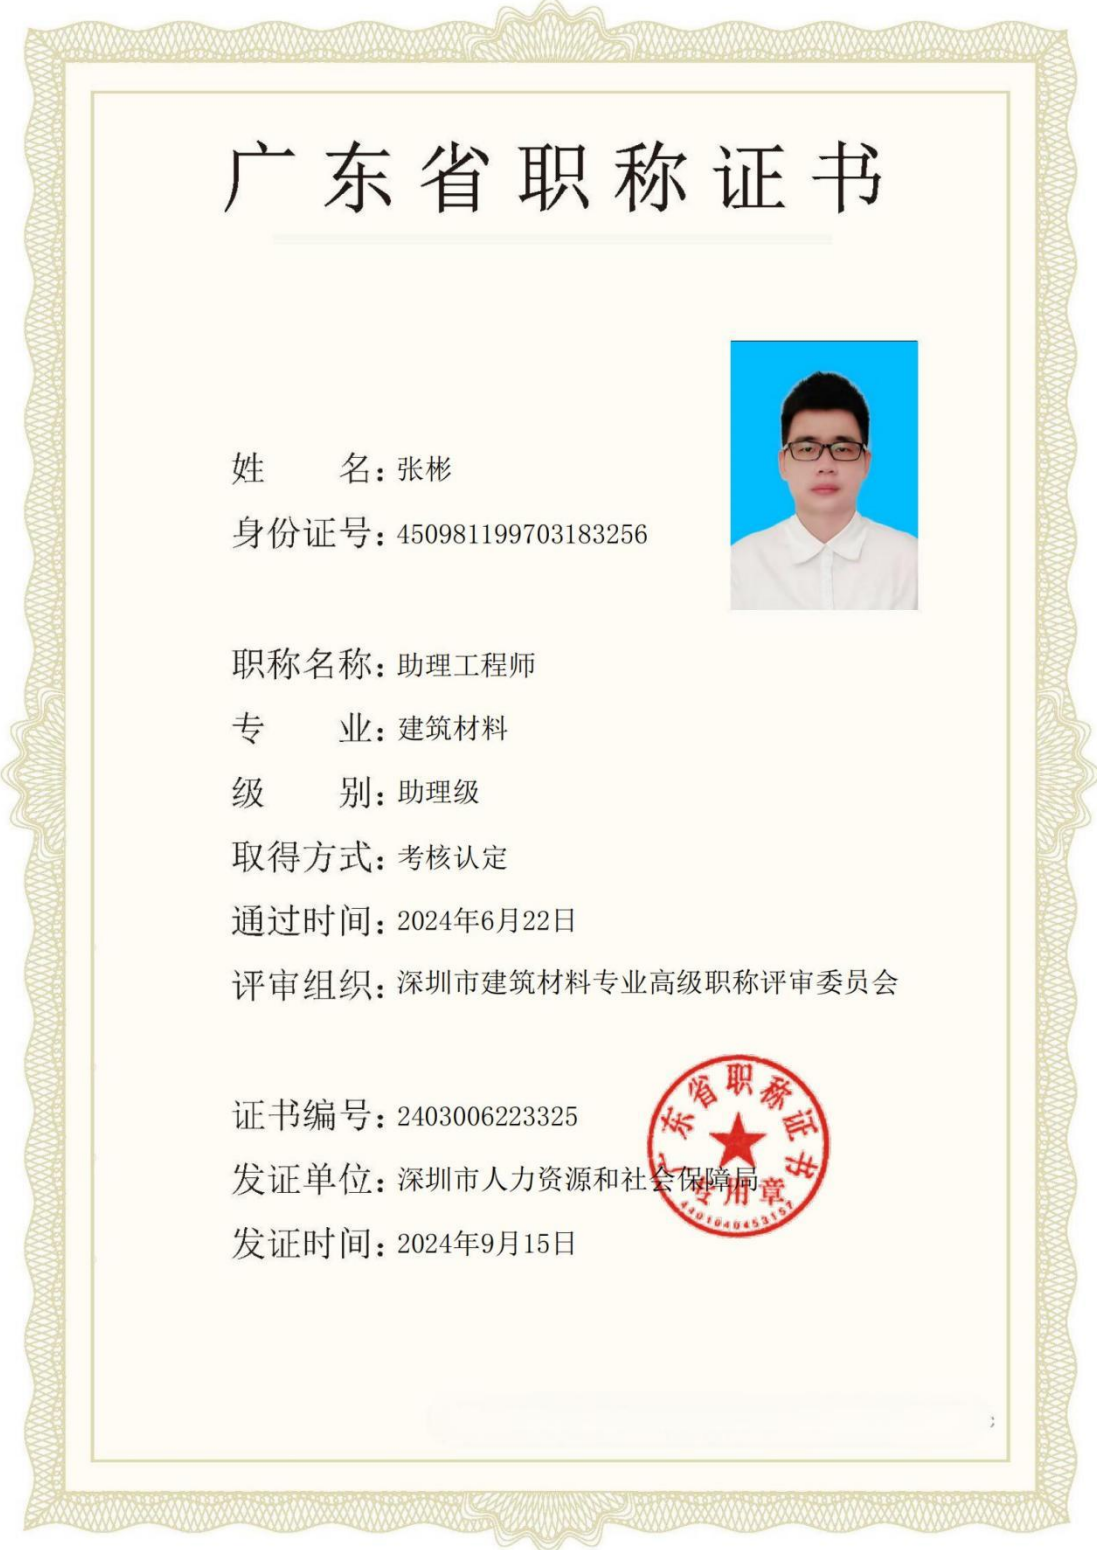 广东省职称证书
姓名：张彬
身份证号：450981199703183256
职称名称：助理工程师
专业：建筑材料
级别：助理级
取得方式：考核认定
通过时间：2024年6月22日
评审组织：深圳市建筑材料专业高级职称评审委员会
证书编号：2403006223325
发证单位：深圳市人力资源和社会保障局
发证时间：2024年9月15日
广东省职称证书
专用章
4401040453157